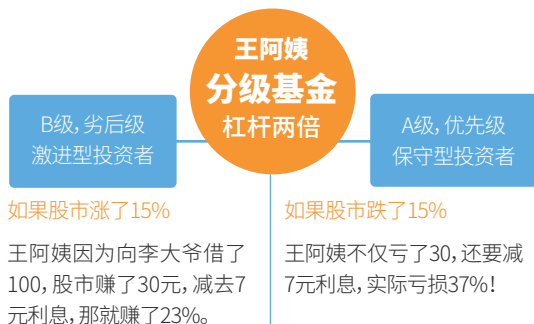 王阿姨
分级基金
杠杆两倍
B级，劣后级
激进型投资者
A级，优先级
保守型投资者
如果股市涨了15%
王阿姨因为向李大爷借了
100，股市赚了30元，减去7
元利息，那就赚了23%。
如果股市跌了15%
王阿姨不仅亏了30，还要减
7元利息，实际亏损37%！